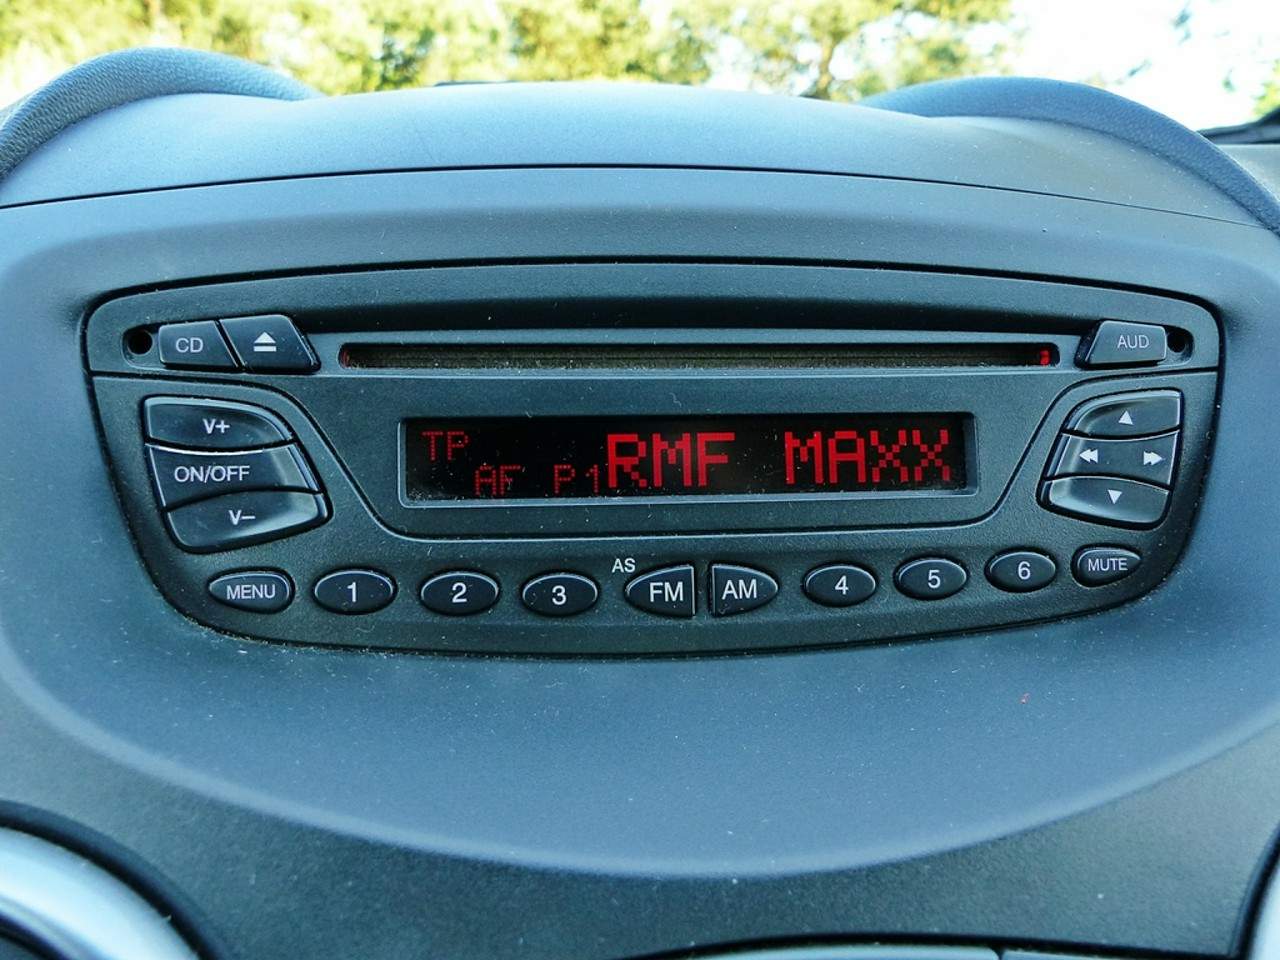 CD
AUD
V+
ON/OFF
V–
TP
AF P1
RMF MAXX
AS
MENU 1 2 3 FM AM 4 5 6 MUTE